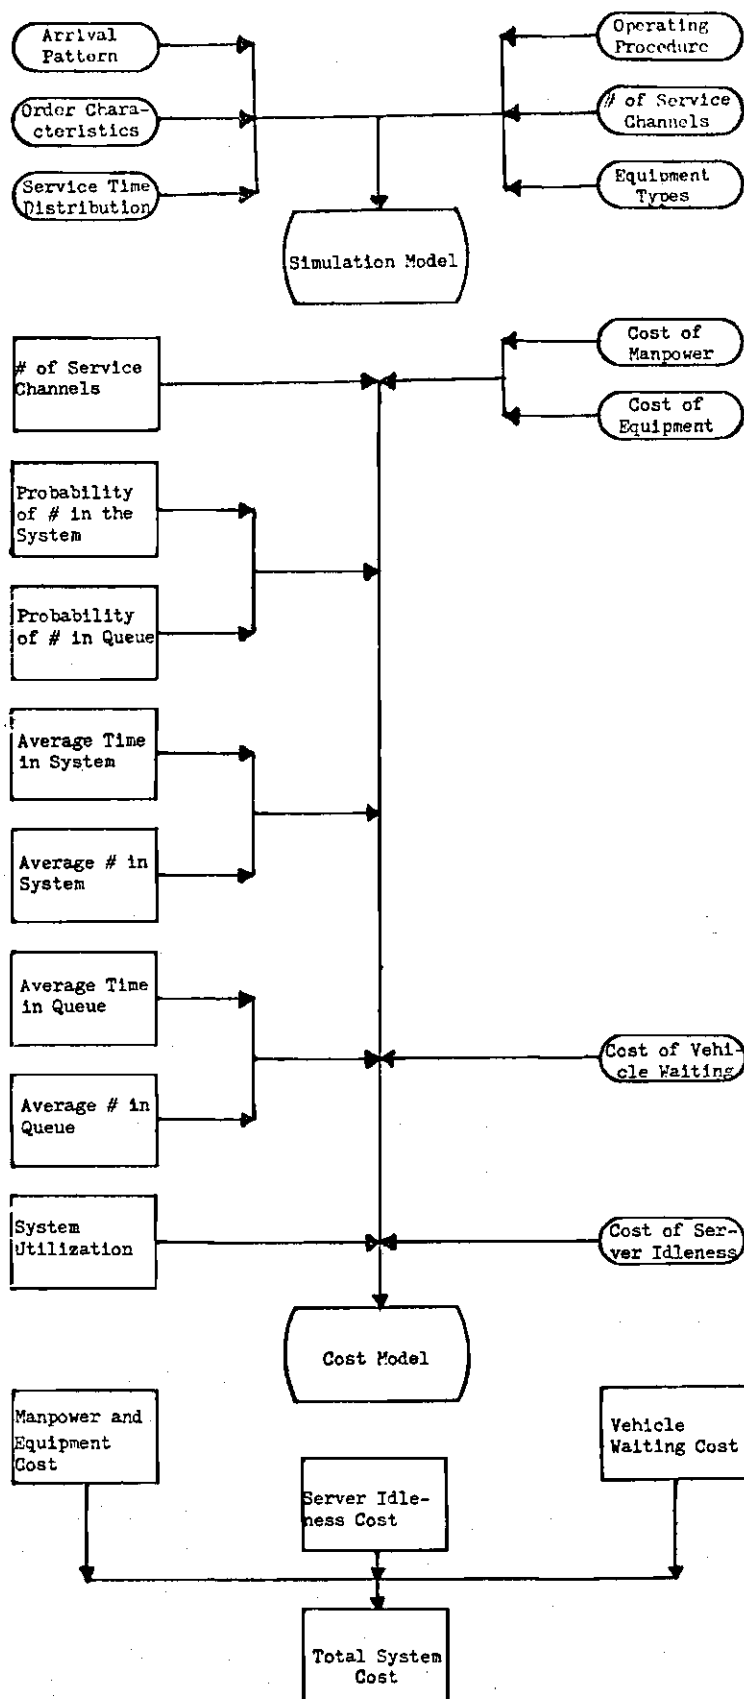 Arrival
Pattern
Order Chara-
cteristics
Service Time
Distribution
Operating
Procedure
# of Service
Channels
Equipment
Types
Simulation Model
# of Service
Channels
Cost of
Manpower
Cost of
Equipment
Probability
of # in the
System
Probability
of # in Queue
Average Time
in System
Average # in
System
Average Time
in Queue
Average # in
Queue
Cost of Vehi-
cle Waiting
System
Utilization
Cost of Ser-
ver Idleness
Cost Model
Manpower and
Equipment
Cost
Server Idle-
ness Cost
Vehicle
Waiting Cost
Total System
Cost